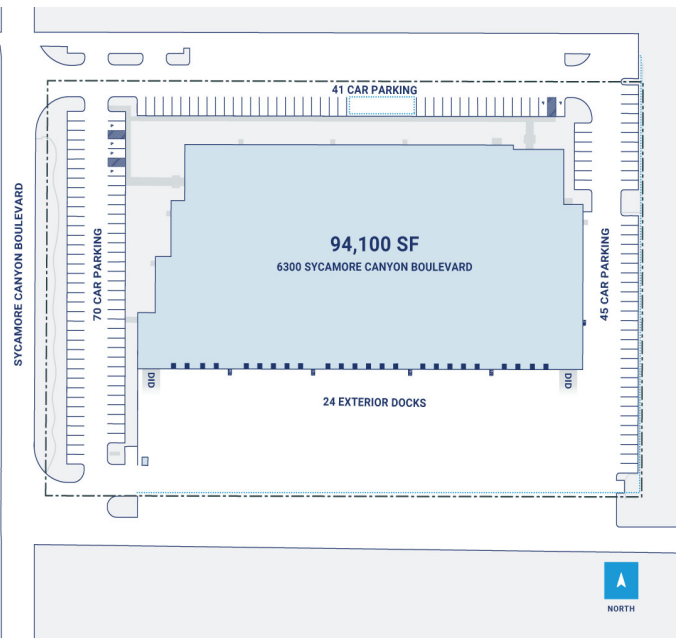 41 CAR PARKING
SYCAMORE CANYON BOULEVARD
70 CAR PARKING
94,100 SF
6300 SYCAMORE CANYON BOULEVARD
45 CAR PARKING
DID
DID
24 EXTERIOR DOCKS
NORTH